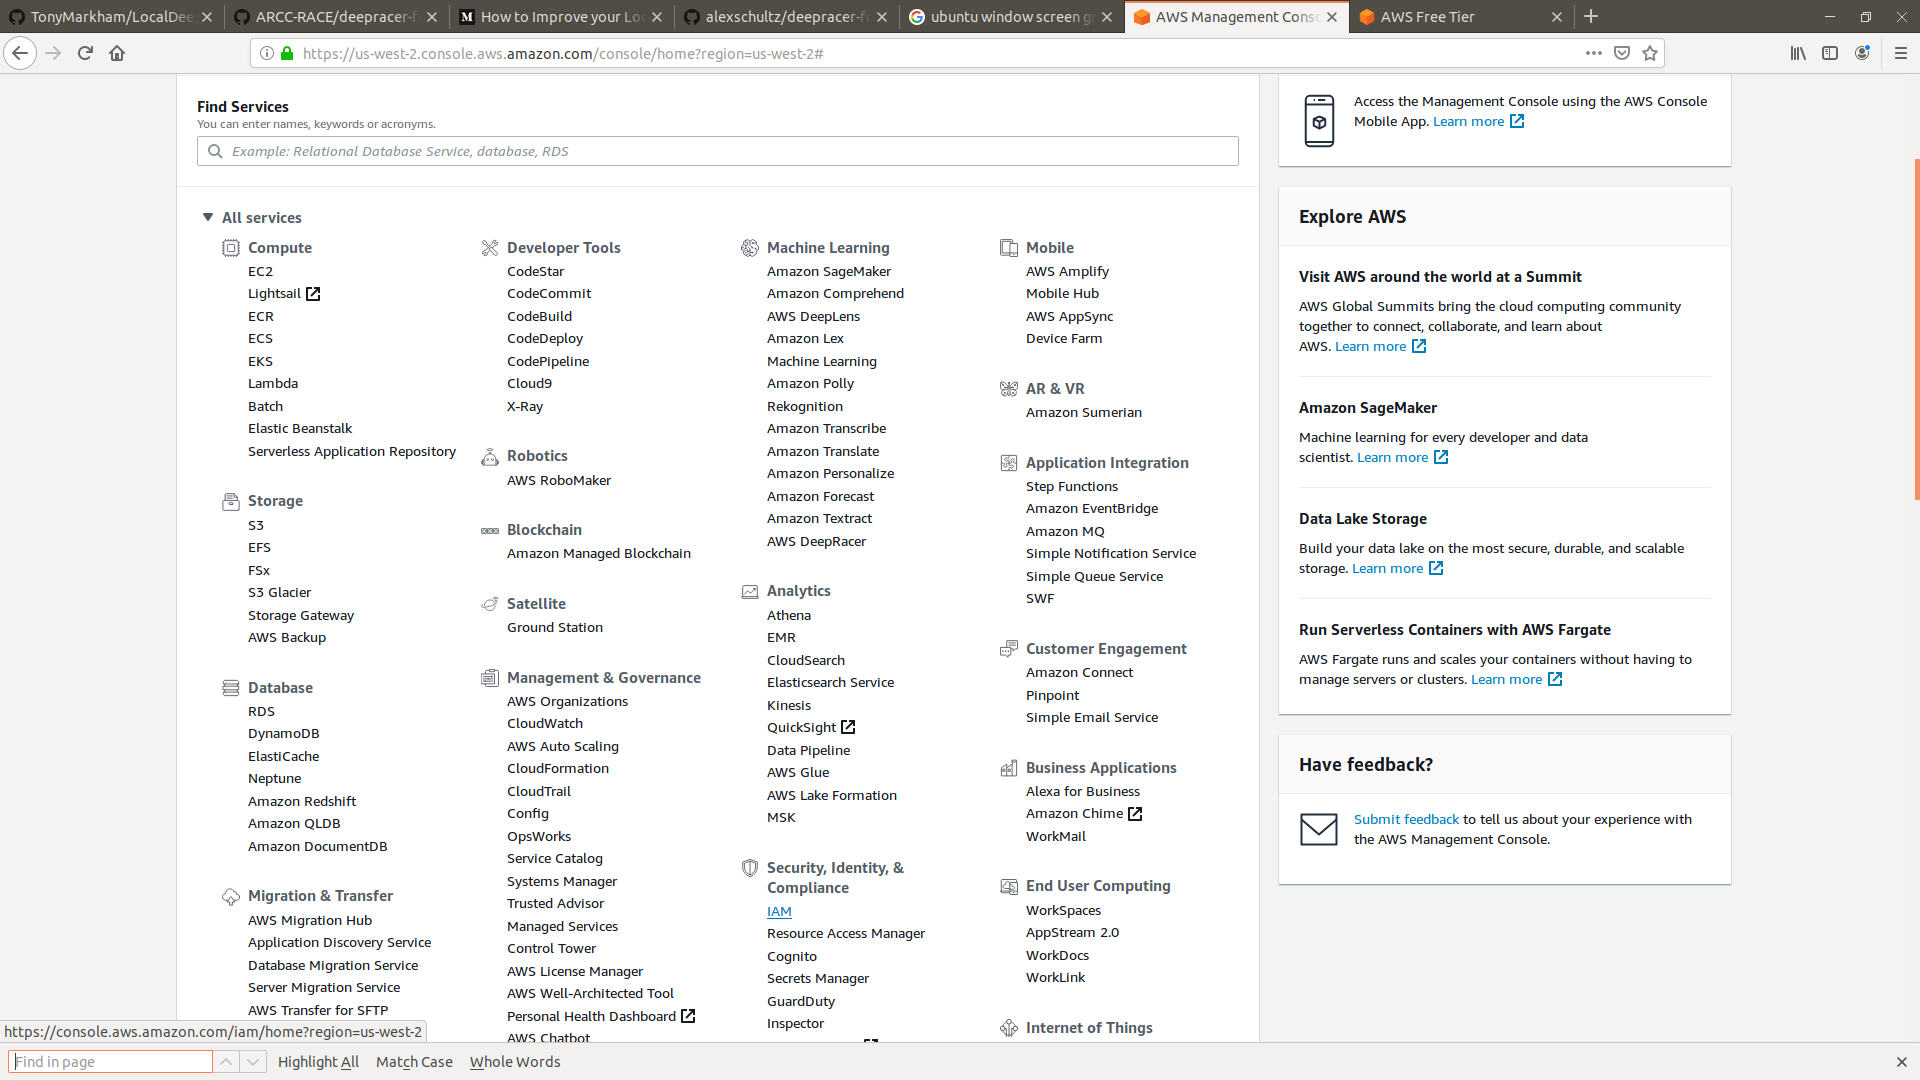 TonyMarkham/LocalDee
ARCC-RACE/deepracer-f
How to Improve your Lo
alexschultz/deepracer-f
ubuntu window screen g
AWS Management Conso
AWS Free Tier
https://us-west-2.console.aws.amazon.com/console/home?region=us-west-2#
Find Services
You can enter names, keywords or acronyms.
Example: Relational Database Service, database, RDS
All services
Compute
EC2
Lightsail
ECR
ECS
EKS
Lambda
Batch
Elastic Beanstalk
Serverless Application Repository
Storage
S3
EFS
FSx
S3 Glacier
Storage Gateway
AWS Backup
Database
RDS
DynamoDB
ElastiCache
Neptune
Amazon Redshift
Amazon QLDB
Amazon DocumentDB
Migration & Transfer
AWS Migration Hub
Application Discovery Service
Database Migration Service
Server Migration Service
AWS Transfer for SFTP
Developer Tools
CodeStar
CodeCommit
CodeBuild
CodeDeploy
CodePipeline
Cloud9
X-Ray
Robotics
AWS RoboMaker
Blockchain
Amazon Managed Blockchain
Satellite
Ground Station
Management & Governance
AWS Organizations
CloudWatch
AWS Auto Scaling
CloudFormation
CloudTrail
Config
OpsWorks
Service Catalog
Systems Manager
Trusted Advisor
Managed Services
Control Tower
AWS License Manager
AWS Well-Architected Tool
Personal Health Dashboard
AWS Chatbot
Machine Learning
Amazon SageMaker
Amazon Comprehend
AWS DeepLens
Amazon Lex
Machine Learning
Amazon Polly
Rekognition
Amazon Transcribe
Amazon Translate
Amazon Personalize
Amazon Forecast
Amazon Textract
AWS DeepRacer
Analytics
Athena
EMR
CloudSearch
Elasticsearch Service
Kinesis
QuickSight
Data Pipeline
AWS Glue
AWS Lake Formation
MSK
Security, Identity, &
Compliance
IAM
Resource Access Manager
Cognito
Secrets Manager
GuardDuty
Inspector
Mobile
AWS Amplify
Mobile Hub
AWS AppSync
Device Farm
AR & VR
Amazon Sumerian
Application Integration
Step Functions
Amazon EventBridge
Amazon MQ
Simple Notification Service
Simple Queue Service
SWF
Customer Engagement
Amazon Connect
Pinpoint
Simple Email Service
Business Applications
Alexa for Business
Amazon Chime
WorkMail
End User Computing
WorkSpaces
AppStream 2.0
WorkDocs
WorkLink
Internet of Things
Access the Management Console using the AWS Console
Mobile App. Learn more
Explore AWS
Visit AWS around the world at a Summit
AWS Global Summits bring the cloud computing community
together to connect, collaborate, and learn about
AWS. Learn more
Amazon SageMaker
Machine learning for every developer and data
scientist. Learn more
Data Lake Storage
Build your data lake on the most secure, durable, and scalable
storage. Learn more
Run Serverless Containers with AWS Fargate
AWS Fargate runs and scales your containers without having to
manage servers or clusters. Learn more
Have feedback?
Submit feedback to tell us about your experience with
the AWS Management Console.
https://console.aws.amazon.com/iam/home?region=us-west-2
Find in page
Highlight All
Match Case
Whole Words